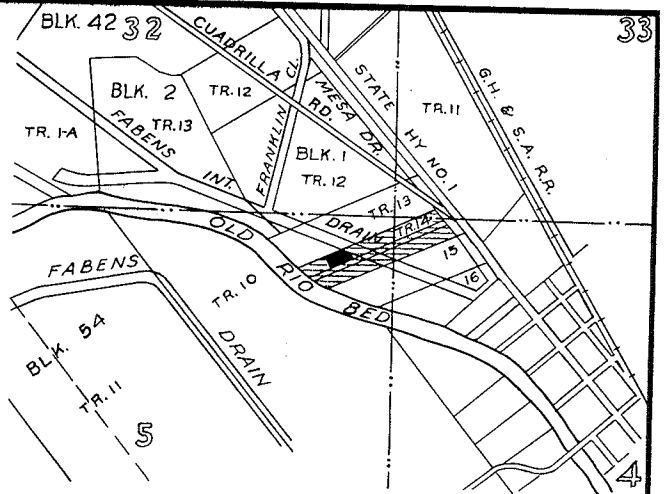 BLK. 42
32
33
CUADRILLA RD.
FRANKLIN CL.
MESA DR.
STATE HY NO. 1
G.H. & S.A. R.R.
BLK. 2
TR. 12
TR. 11
TR. 1-A
TR. 13
FABENS INT. DRAIN
BLK. 1
TR. 12
TR. 13
TR. 14
15
16
OLD RIO BED
FABENS DRAIN
TR. 10
BLK. 54
TR. 11
5
4